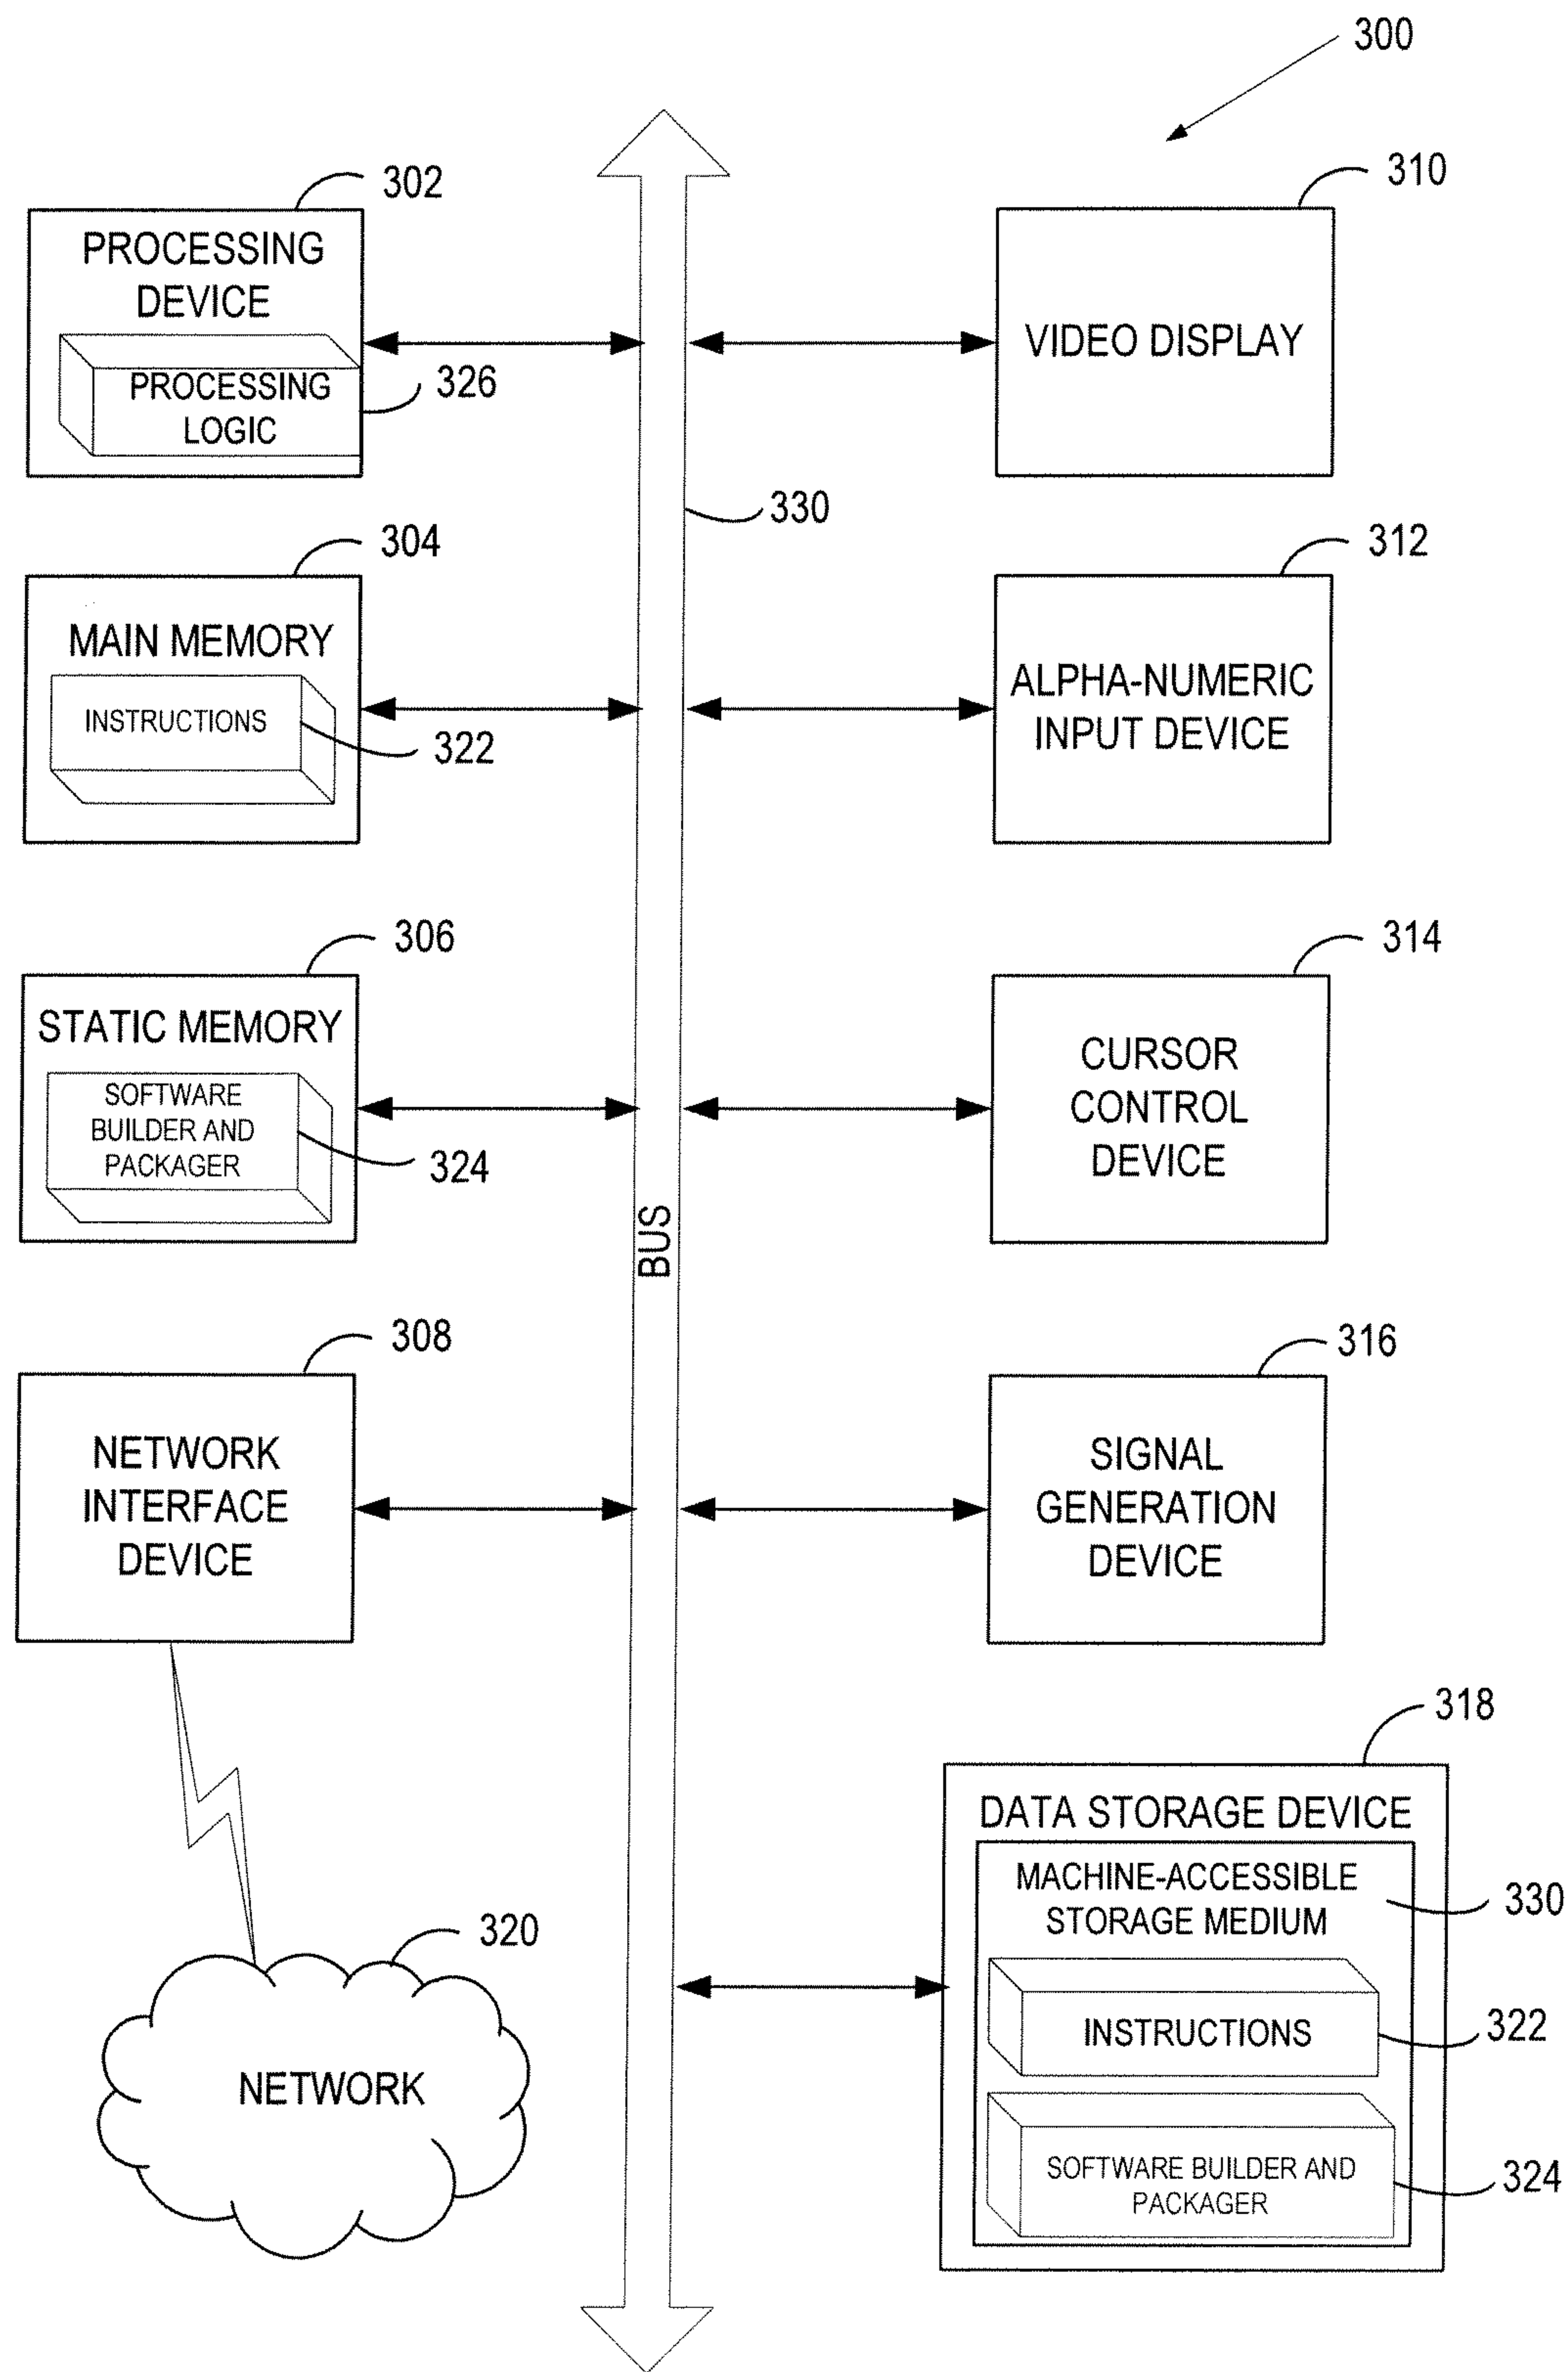 300
302
PROCESSING
DEVICE
PROCESSING
LOGIC
326
310
VIDEO DISPLAY
330
304
MAIN MEMORY
INSTRUCTIONS
322
312
ALPHA-NUMERIC
INPUT DEVICE
306
STATIC MEMORY
SOFTWARE
BUILDER AND
PACKAGER
324
314
CURSOR
CONTROL
DEVICE
BUS
308
NETWORK
INTERFACE
DEVICE
316
SIGNAL
GENERATION
DEVICE
318
DATA STORAGE DEVICE
MACHINE-ACCESSIBLE
STORAGE MEDIUM
330
INSTRUCTIONS
322
SOFTWARE BUILDER AND
PACKAGER
324
320
NETWORK